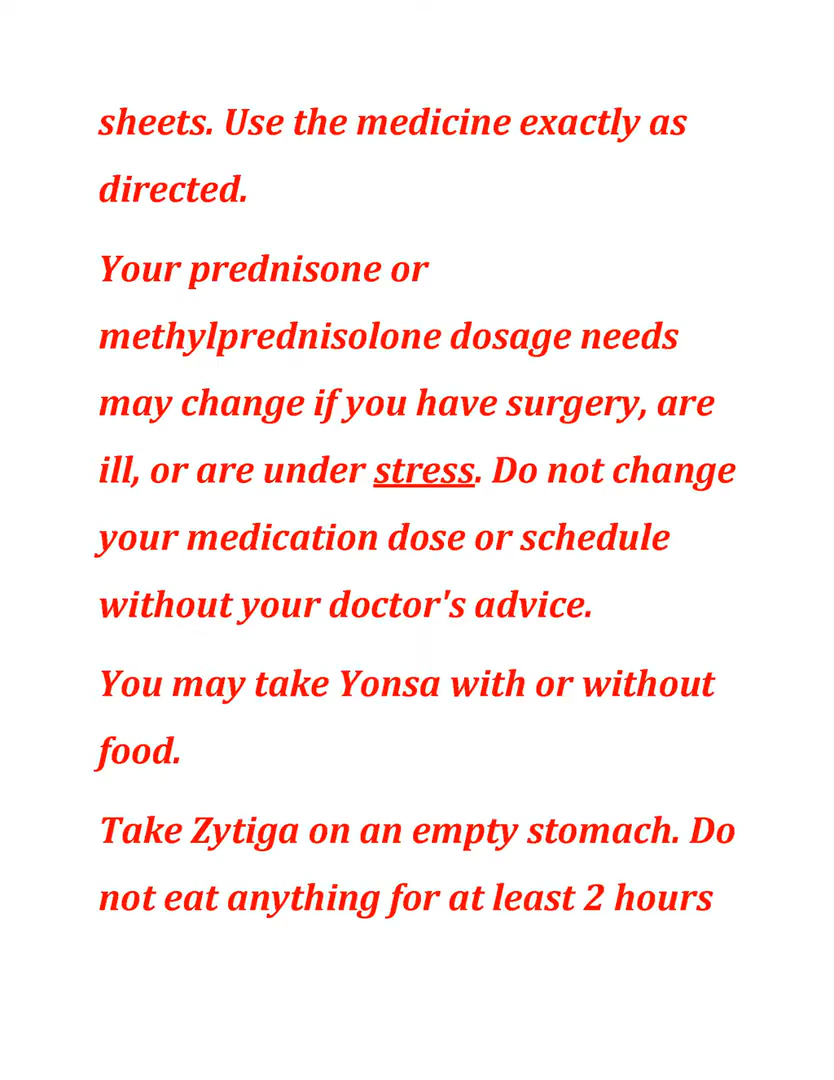 sheets. Use the medicine exactly as
directed.
Your prednisone or
methylprednisolone dosage needs
may change if you have surgery, are
ill, or are under stress. Do not change
your medication dose or schedule
without your doctor's advice.
You may take Yonsa with or without
food.
Take Zytiga on an empty stomach. Do
not eat anything for at least 2 hours